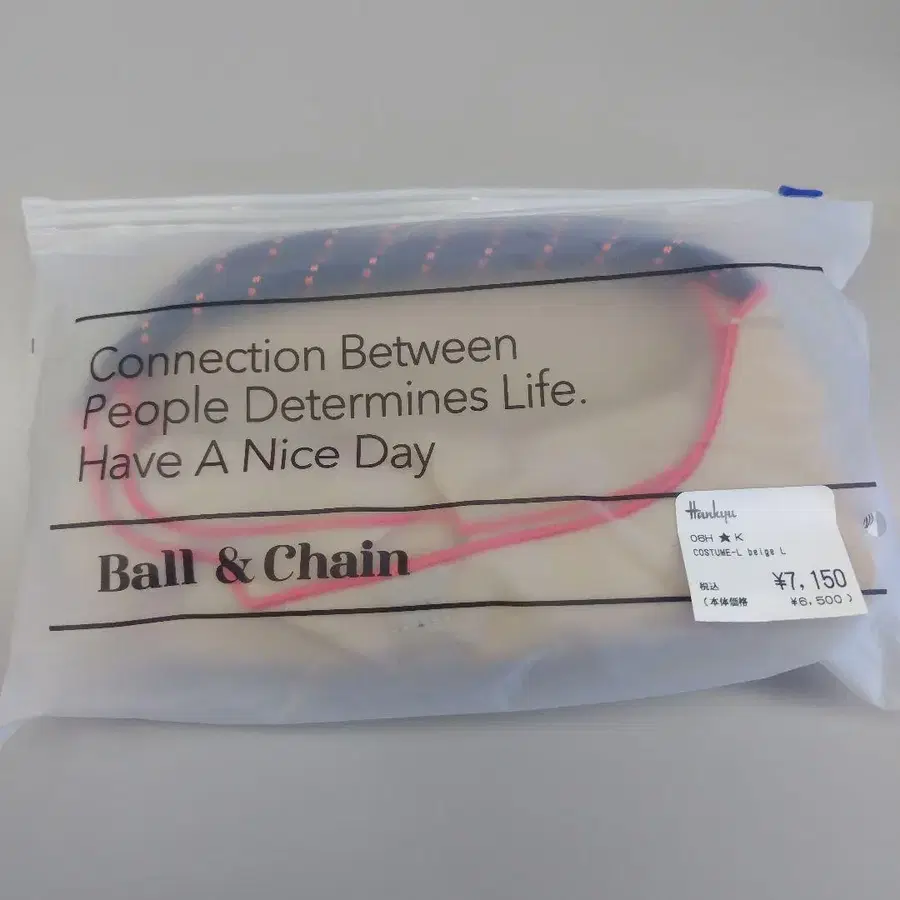 Connection Between
People Determines Life.
Have A Nice Day
Ball & Chain
Hankyu
08H ★ K
COSTUME-L beige L
税込 ¥7,150
(本体価格 ¥6,500)